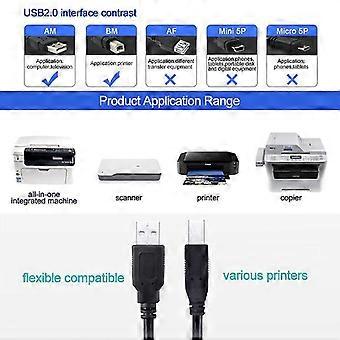 USB2.0 interface contrast
AM BM AF Mini 5P Micro 5P
Application:
computer,television
Application printer
Application,different
transfer equipment
Application,phones,
tablets,portable disk
and digital equipment
Application,
phones,tablets
Product Application Range
all-in-one
integrated machine
scanner
printer
copier
flexible compatible
various printers